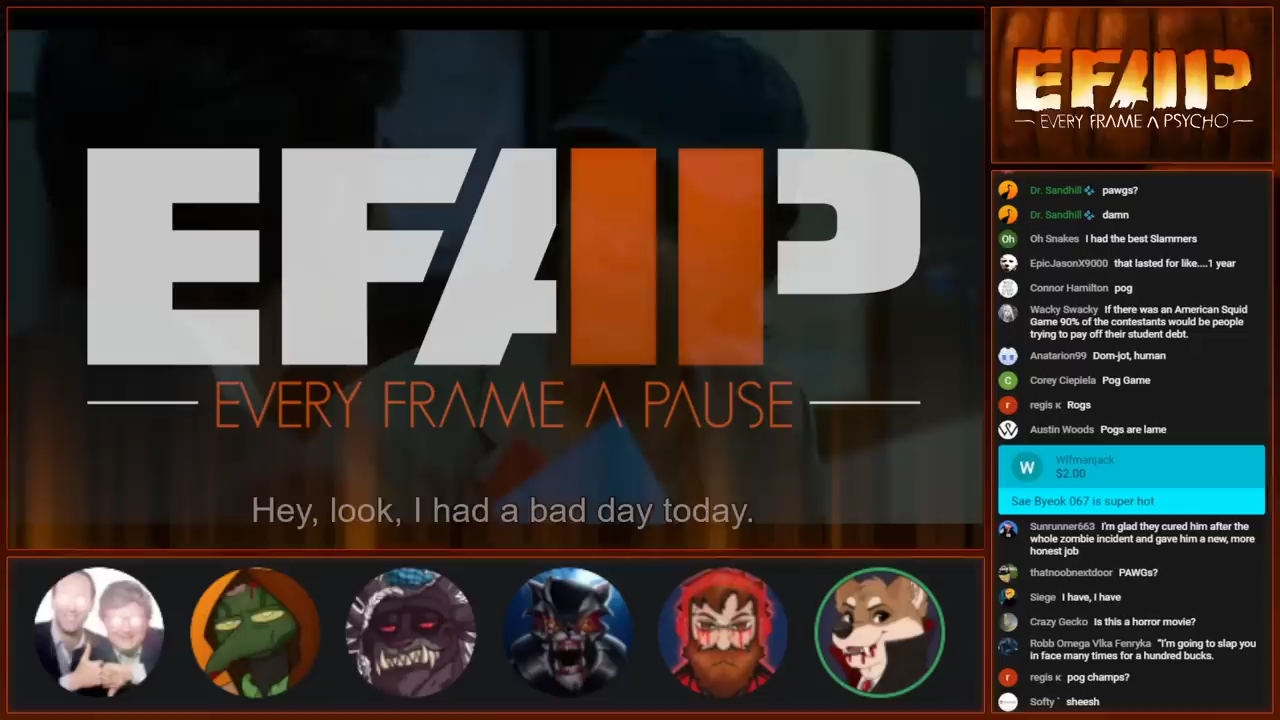 EFAIIP
EVERY FRAME A PAUSE
Hey, look, I had a bad day today.
EFAIIP
EVERY FRAME A PSYCHO
Dr. Sandhill pawgs?
Dr. Sandhill damn
Oh
Oh Snakes I had the best Slammers
EpicJasonX9000 that lasted for like....1 year
Connor Hamilton pog
Wacky Swacky If there was an American Squid
Game 90% of the contestants would be people
trying to pay off their student debt.
Anatarion99 Dom-jot, human
C
Corey Ciepiela Pog Game
r
regis κ Rogs
Austin Woods Pogs are lame
W
Wlfmanjack
$2.00
Sae Byeok 067 is super hot
Sunrunner663 I'm glad they cured him after the
whole zombie incident and gave him a new, more
honest job
thatnoobnextdoor PAWGs?
Siege I have, I have
Crazy Gecko Is this a horror movie?
Robb Omega Vlka Fenryka "I'm going to slap you
in face many times for a hundred bucks.
r
regis κ pog champs?
Softy ` sheesh